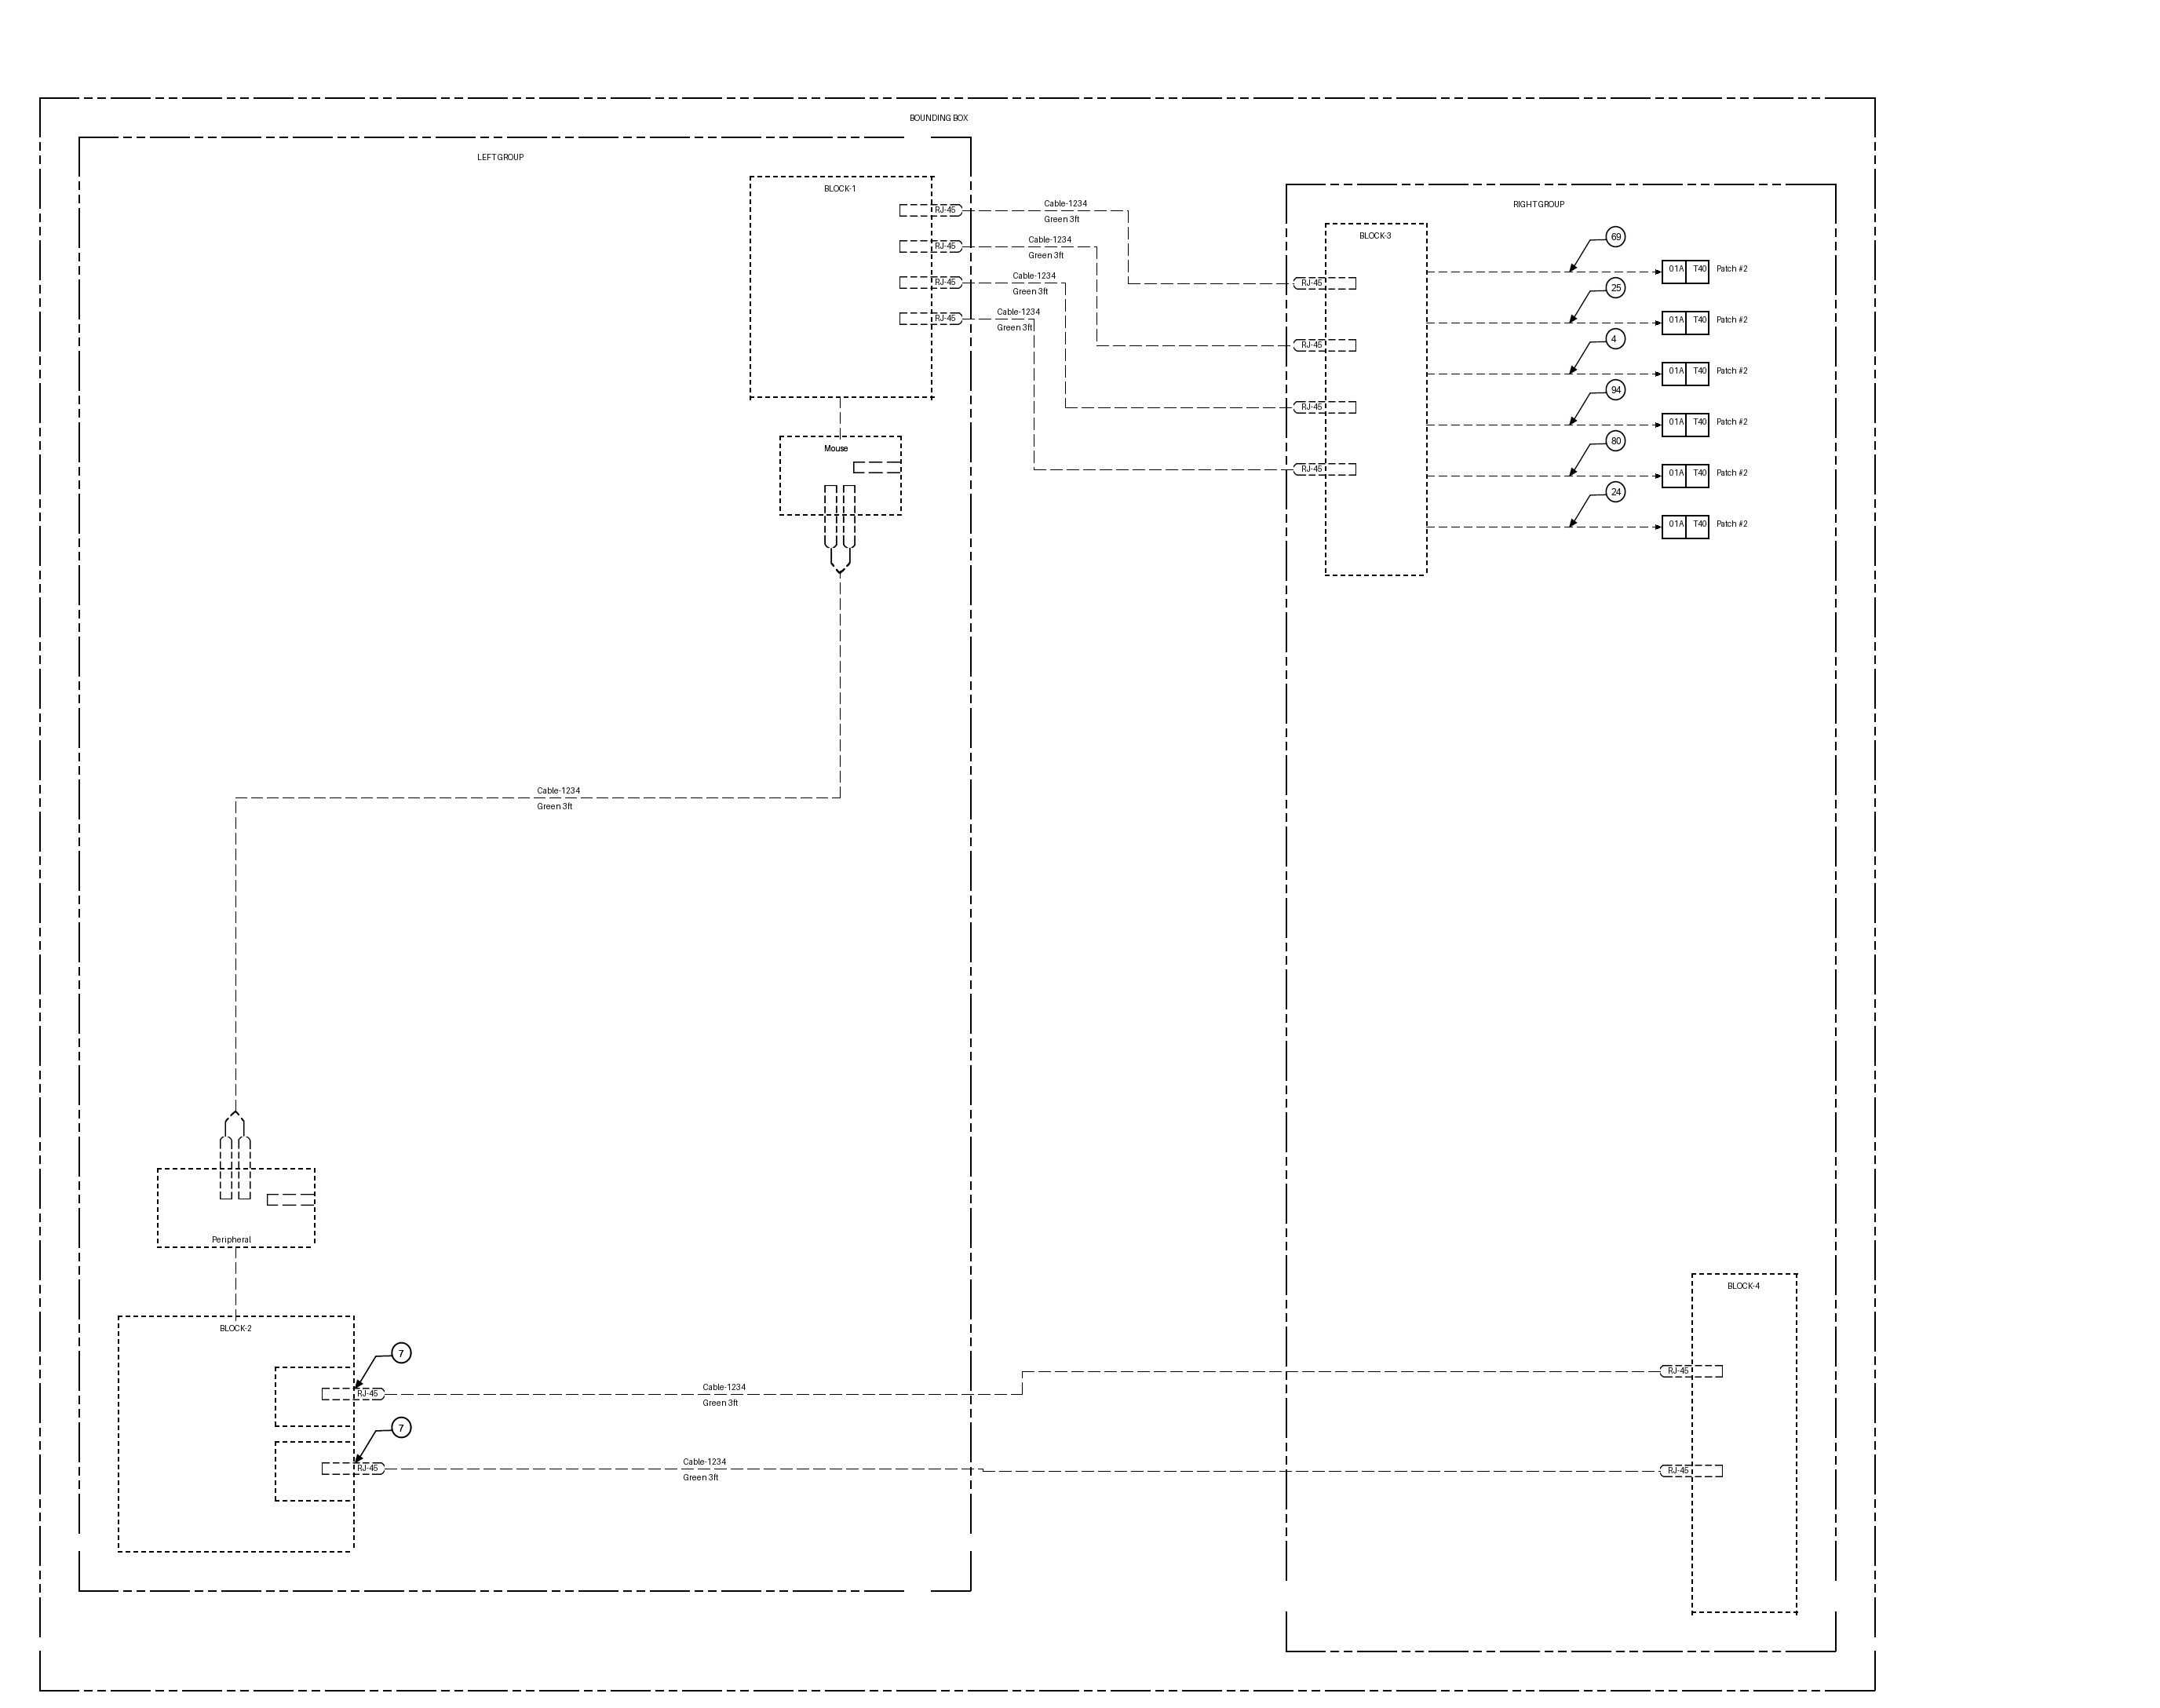 BOUNDING BOX
LEFT GROUP
BLOCK-1
RJ-45
RJ-45
RJ-45
RJ-45
Cable-1234
Green 3ft
Cable-1234
Green 3ft
Cable-1234
Green 3ft
Cable-1234
Green 3ft
Mouse
Cable-1234
Green 3ft
Peripheral
BLOCK-2
7
RJ-45
Cable-1234
Green 3ft
7
RJ-45
Cable-1234
Green 3ft
RIGHT GROUP
BLOCK-3
RJ-45
RJ-45
RJ-45
RJ-45
69
01A T40 Patch #2
25
01A T40 Patch #2
4
01A T40 Patch #2
94
01A T40 Patch #2
80
01A T40 Patch #2
24
01A T40 Patch #2
BLOCK-4
RJ-45
RJ-45